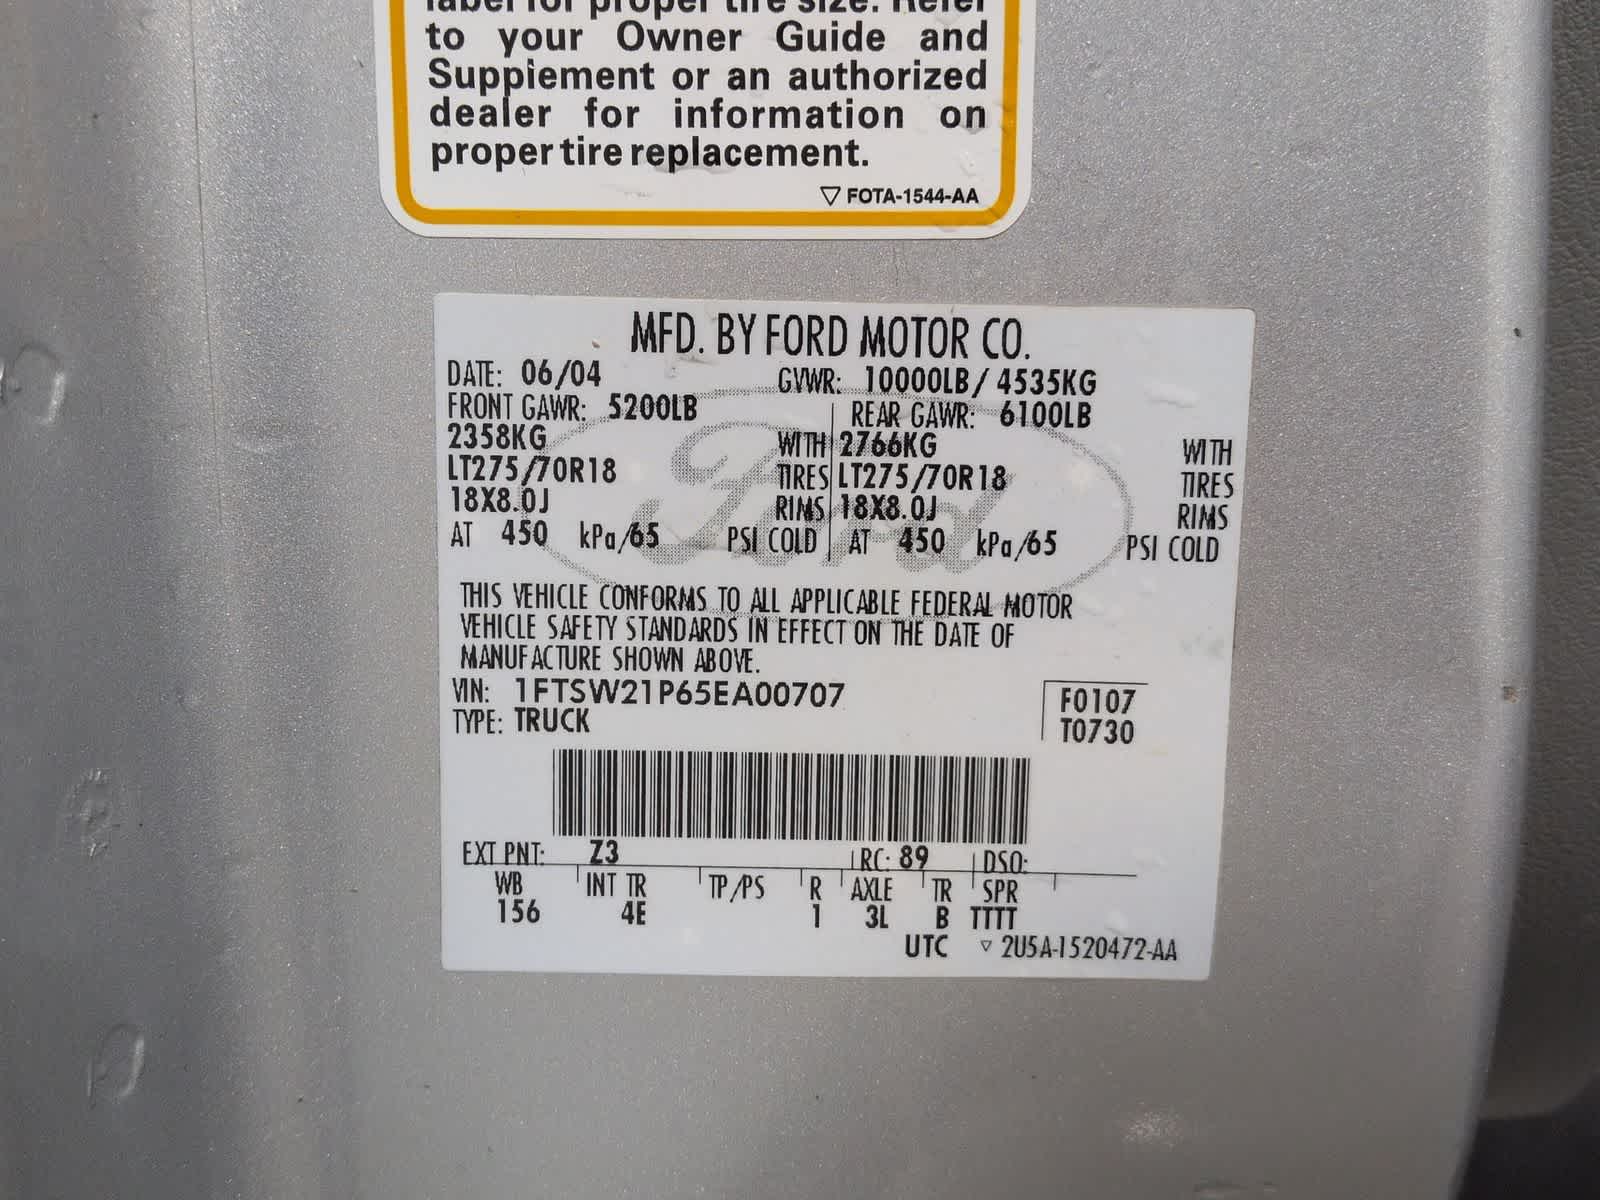 label for proper tire size. Refer
to your Owner Guide and
Supplement or an authorized
dealer for information on
proper tire replacement.
▽ FOTA-1544-AA
MFD. BY FORD MOTOR CO.
DATE: 06/04 GVWR: 10000LB/ 4535KG
FRONT GAWR: 5200LB REAR GAWR: 6100LB
2358KG WITH 2766KG WITH
LT275/70R18 TIRES LT275/70R18 TIRES
18X8.0J RIMS 18X8.0J RIMS
AT 450 kPa/65 PSI COLD AT 450 kPa/65 PSI COLD
Ford
THIS VEHICLE CONFORMS TO ALL APPLICABLE FEDERAL MOTOR
VEHICLE SAFETY STANDARDS IN EFFECT ON THE DATE OF
MANUFACTURE SHOWN ABOVE.
VIN: 1FTSW21P65EA00707 F0107
TYPE: TRUCK T0730
EXT PNT: Z3 RC: 89 DSO:
WB INT TR TP/PS R AXLE TR SPR
156 4E 1 3L B TTTT
UTC ▽ 2U5A-1520472-AA